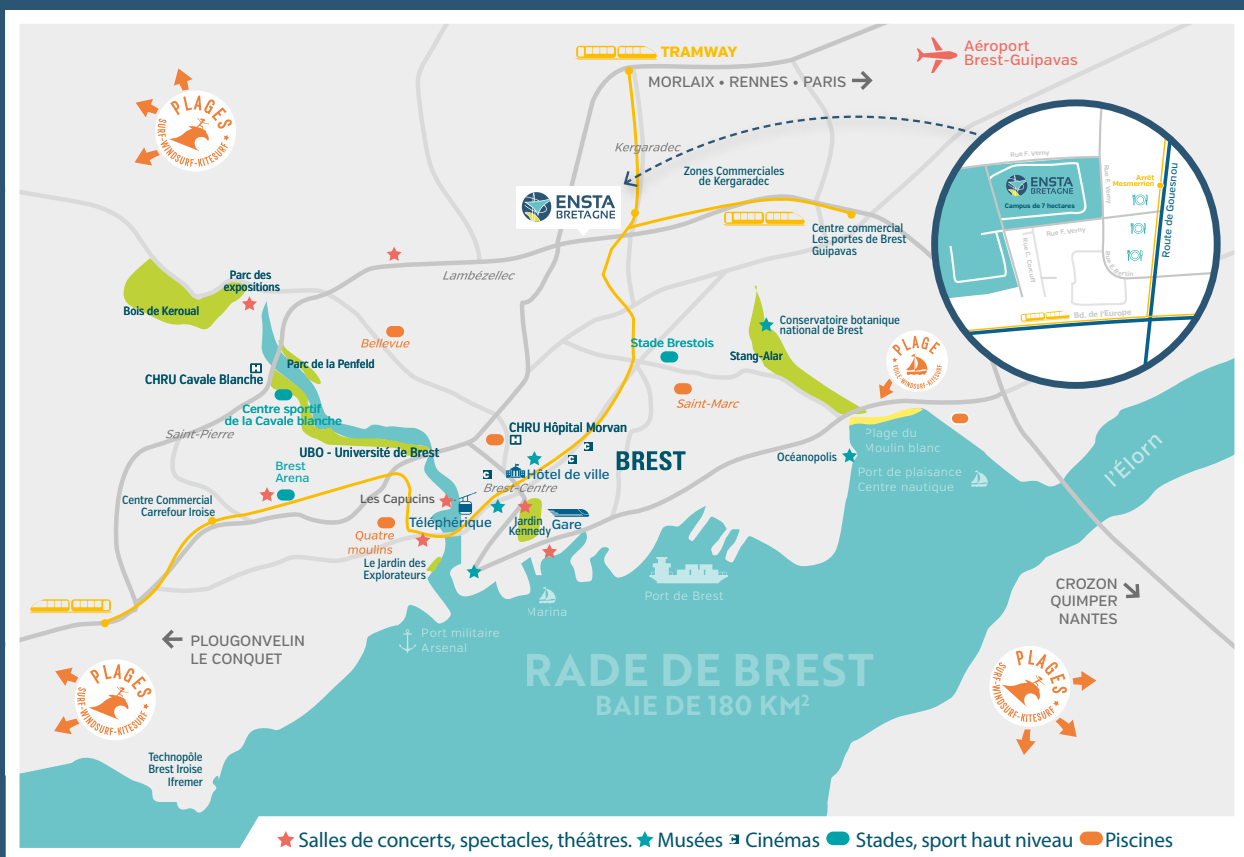 TRAMWAY
Aéroport
Brest-Guipavas
MORLAIX • RENNES • PARIS
PLAGES
SURF-WINDSURF-KITESURF
Kergaradec
Zones Commerciales
de Kergaradec
ENSTA
BRETAGNE
Rue F. Verny
Rue F. Verny
ENSTA
BRETAGNE
Campus de 7 hectares
Arrêt
Mesmerrien
Route de Gouesnou
Rue F. Verny
Bd. de l'Europe
Centre commercial
Les portes de Brest
Guipavas
Lambézellec
Parc des
expositions
Bois de Keroual
Bellevue
Conservatoire botanique
national de Brest
Stade Brestois
Stang-Alar
PLAGE
VOILE-WINDSURF-KITESURF
Parc de la Penfeld
CHRU Cavale Blanche
Centre sportif
de la Cavale blanche
Saint-Marc
Saint-Pierre
CHRU Hôpital Morvan
UBO - Université de Brest
BREST
Plage du
Moulin blanc
l'Élorn
Océanopolis
Port de plaisance
Centre nautique
Brest
Arena
Hôtel de ville
Brest-Centre
Centre Commercial
Carrefour Iroise
Les Capucins
Téléphérique
Jardin
Kennedy
Gare
Quatre
moulins
Le Jardin des
Explorateurs
Port de Brest
Marina
CROZON
QUIMPER
NANTES
Port militaire
Arsenal
PLOUGONVELIN
LE CONQUET
RADE DE BREST
BAIE DE 180 KM²
PLAGES
SURF-WINDSURF-KITESURF
PLAGES
SURF-WINDSURF-KITESURF
Technopôle
Brest Iroise
Ifremer
Salles de concerts, spectacles, théâtres. Musées Cinémas Stades, sport haut niveau Piscines